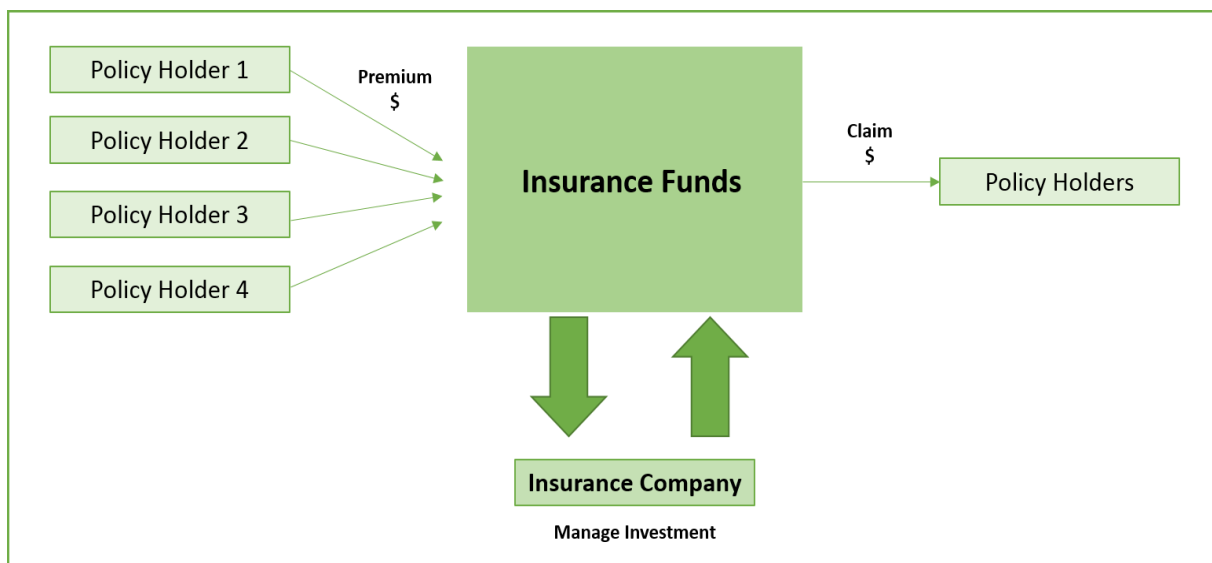 Policy Holder 1
Policy Holder 2
Policy Holder 3
Policy Holder 4
Premium
$
Insurance Funds
Claim
$
Policy Holders
Insurance Company
Manage Investment